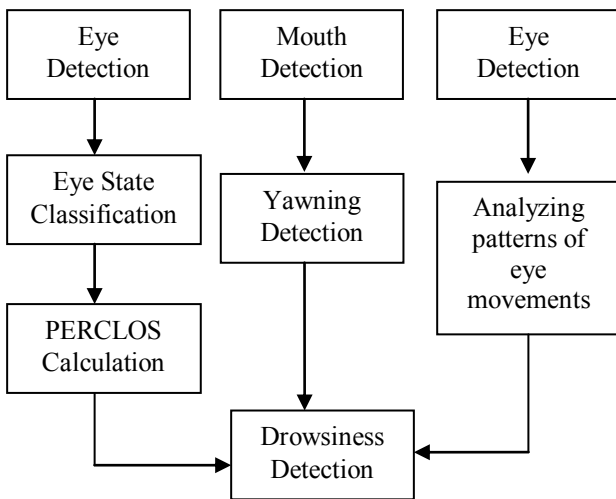 Eye
Detection
Mouth
Detection
Eye
Detection
Eye State
Classification
Yawning
Detection
Analyzing
patterns of
eye
movements
PERCLOS
Calculation
Drowsiness
Detection